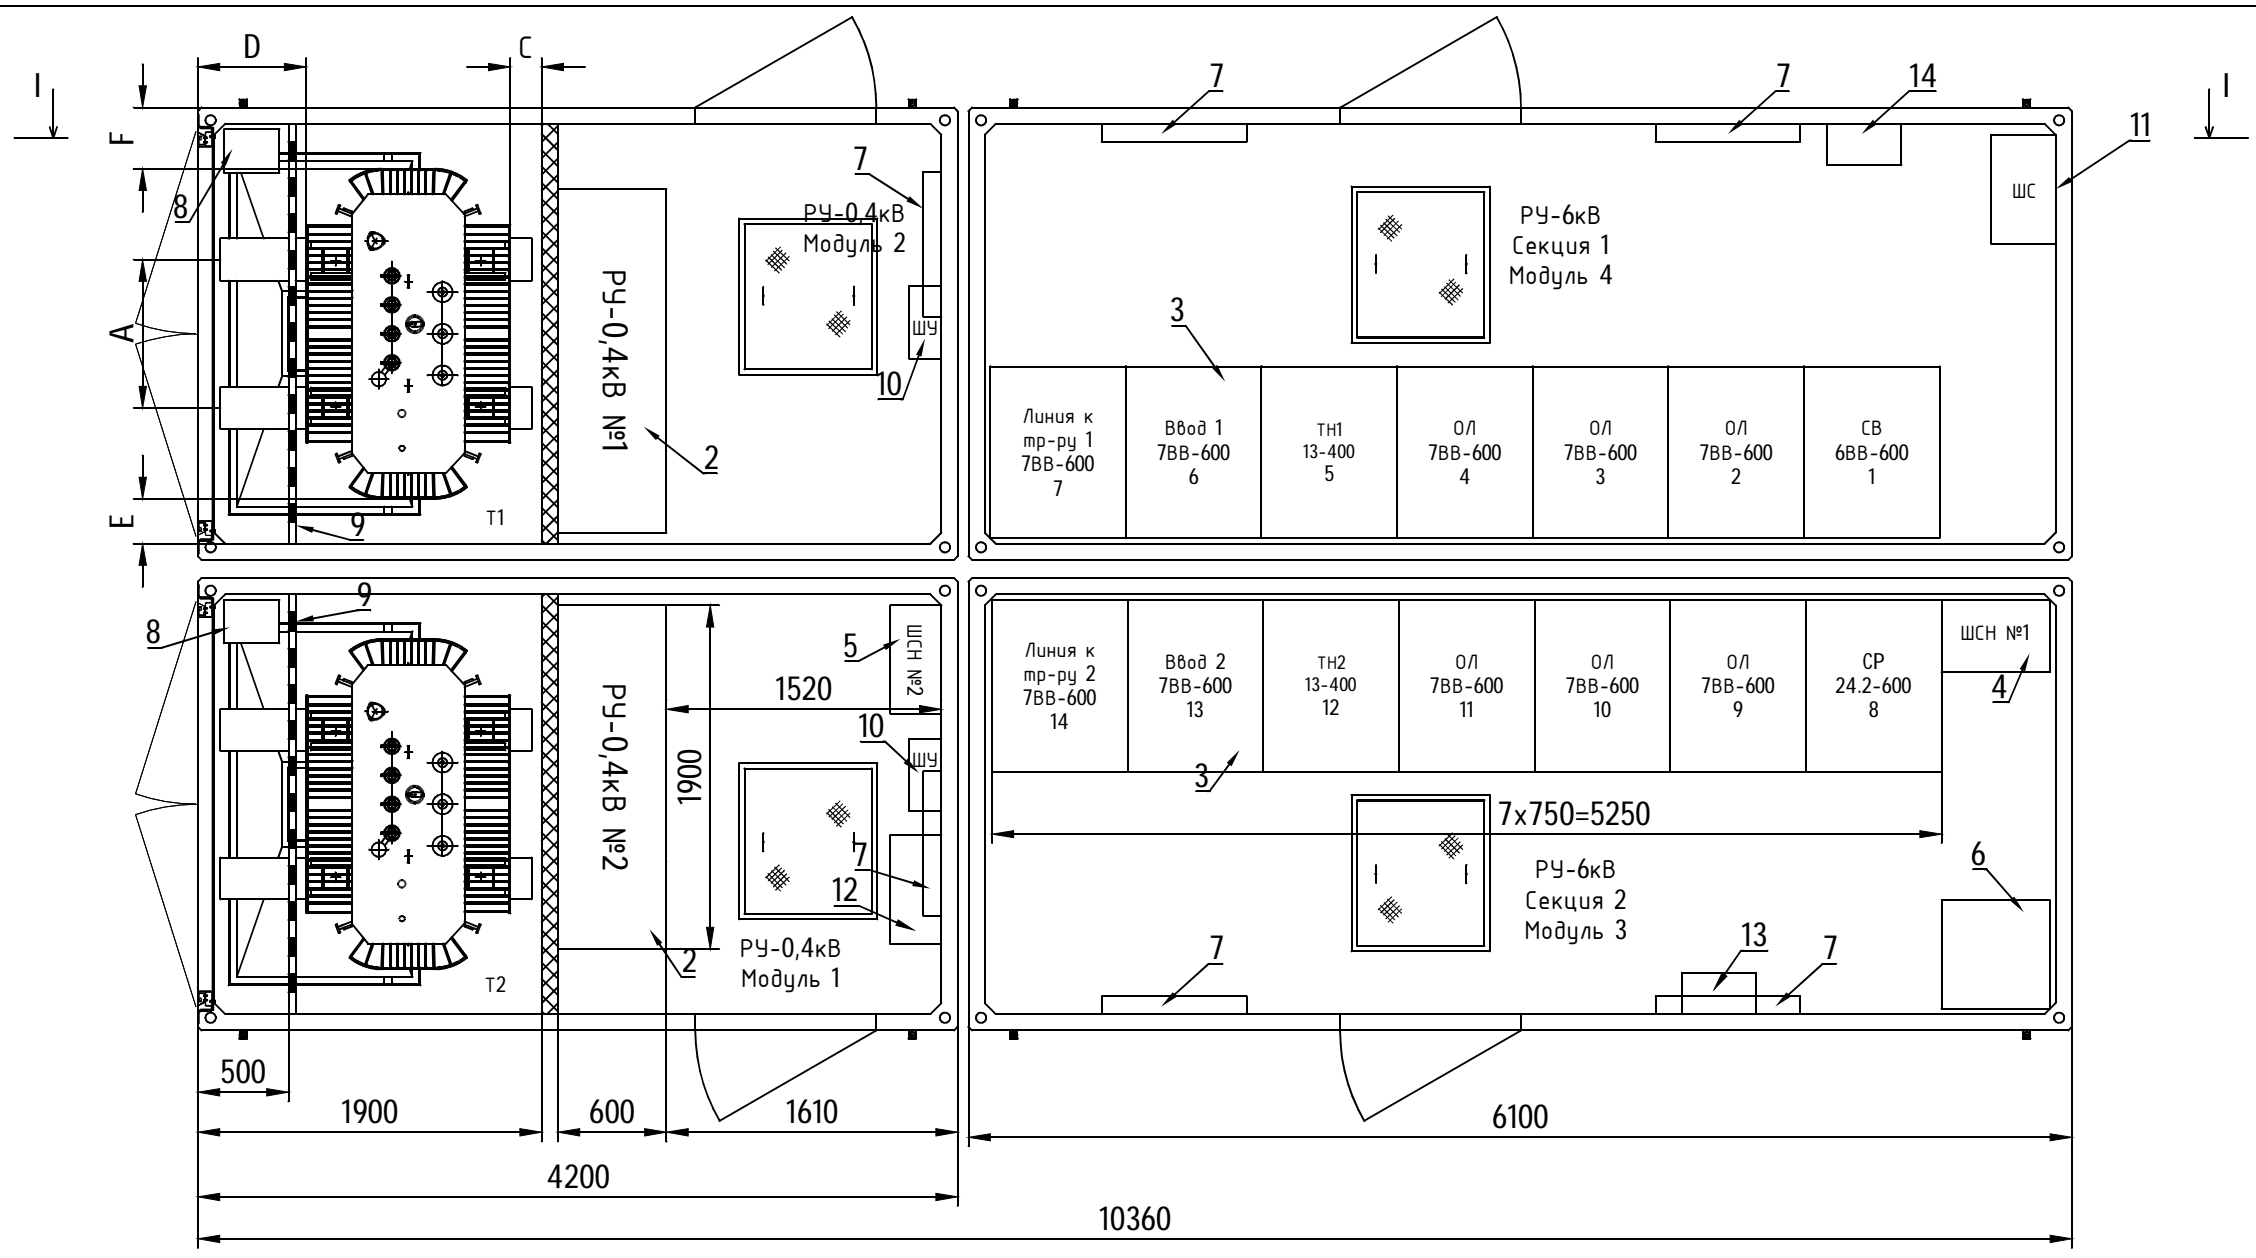 D
C
I
F
A
E
8
9
T1
РУ-0,4кВ №1
2
РУ-0,4кВ
Модуль 2
7
ШУ
10
7
7
14
11
I
ШС
РУ-6кВ
Секция 1
Модуль 4
3
Линия к
тр-ру 1
7ВВ-600
7
Ввод 1
7ВВ-600
6
ТН1
13-400
5
ОЛ
7ВВ-600
4
ОЛ
7ВВ-600
3
ОЛ
7ВВ-600
2
СВ
6ВВ-600
1
8
9
T2
РУ-0,4кВ №2
2
1900
1520
5
ШСН №2
10
ШУ
7
12
РУ-0,4кВ
Модуль 1
Линия к
тр-ру 2
7ВВ-600
14
Ввод 2
7ВВ-600
13
ТН2
13-400
12
ОЛ
7ВВ-600
11
ОЛ
7ВВ-600
10
ОЛ
7ВВ-600
9
СР
24.2-600
8
ШСН №1
4
3
7x750=5250
РУ-6кВ
Секция 2
Модуль 3
6
7
13
7
500
1900
600
1610
6100
4200
10360